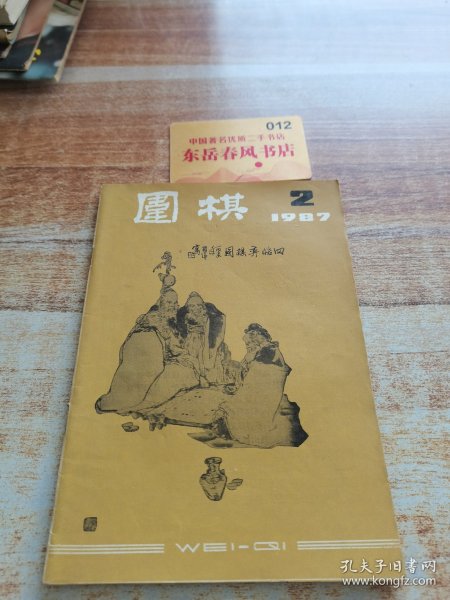 012
中国著名优质二手书店
东岳春风书店
圍棋
2
1987
WEI-QI
孔夫子旧书网
www.kongfz.com